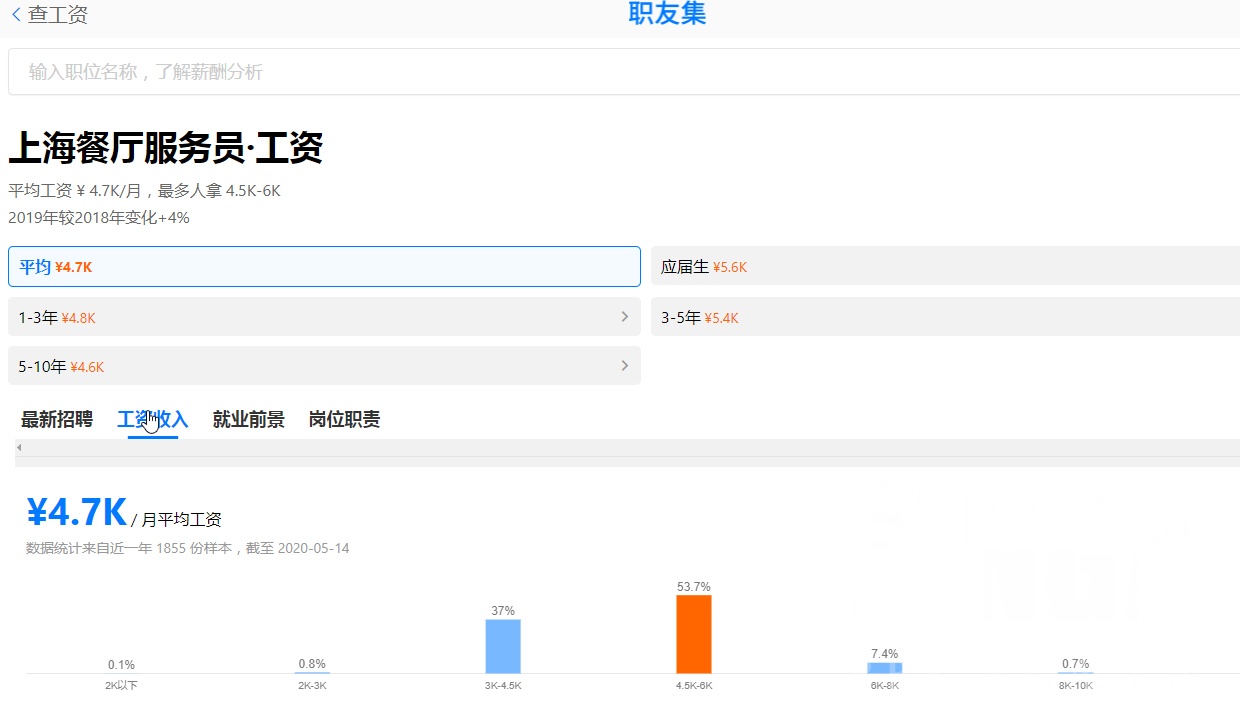 查工资
职友集
输入职位名称，了解薪酬分析
上海餐厅服务员·工资
平均工资 ¥ 4.7K/月，最多人拿 4.5K-6K
2019年较2018年变化+4%
平均 ¥4.7K
应届生 ¥5.6K
1-3年 ¥4.8K
3-5年 ¥5.4K
5-10年 ¥4.6K
最新招聘 工资收入 就业前景 岗位职责
¥4.7K / 月平均工资
数据统计来自近一年 1855 份样本，截至 2020-05-14
0.1% 0.8% 37% 53.7% 7.4% 0.7%
2K以下 2K-3K 3K-4.5K 4.5K-6K 6K-8K 8K-10K